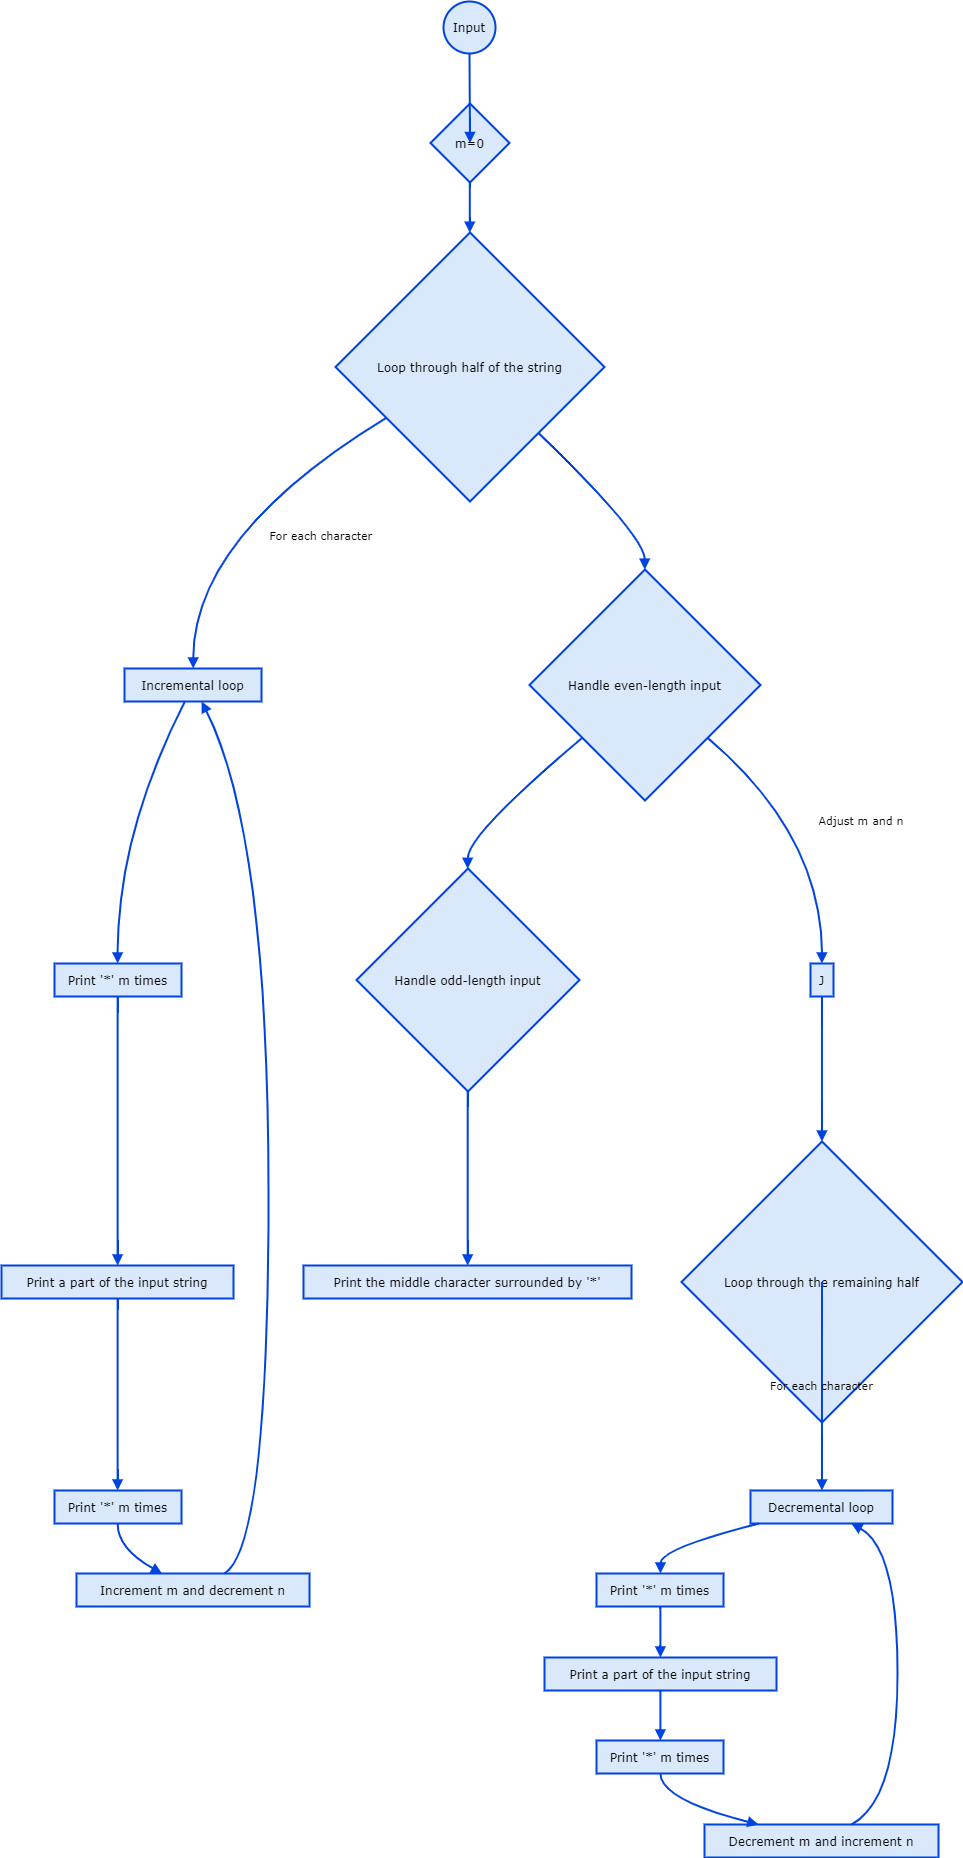 Input
m=0
Loop through half of the string
For each character
Incremental loop
Handle even-length input
Adjust m and n
Print '*' m times
Handle odd-length input
J
Print a part of the input string
Print the middle character surrounded by '*'
Loop through the remaining half
For each character
Print '*' m times
Decremental loop
Increment m and decrement n
Print '*' m times
Print a part of the input string
Print '*' m times
Decrement m and increment n